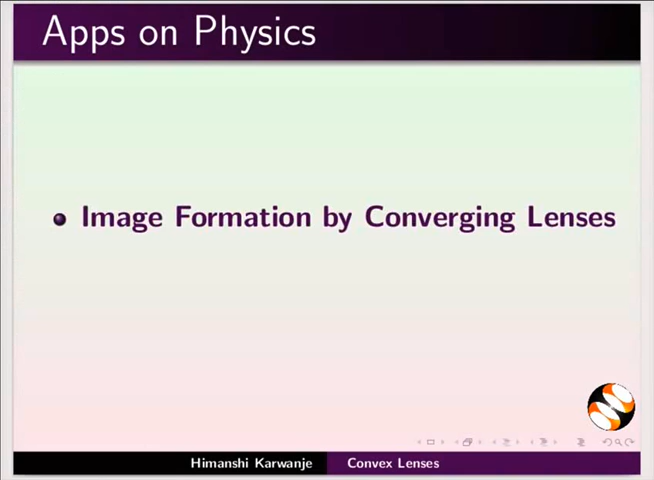 Apps on Physics
Image Formation by Converging Lenses
Himanshi Karwanje Convex Lenses